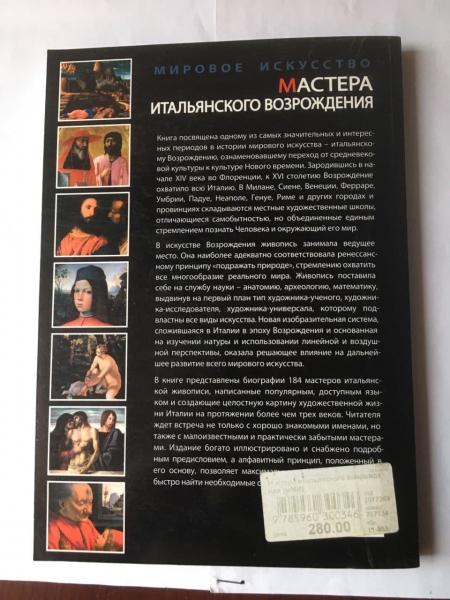 МИРОВОЕ ИСКУССТВО
МАСТЕРА
ИТАЛЬЯНСКОГО ВОЗРОЖДЕНИЯ
Книга посвящена одному из самых значительных и интерес-
ных периодов в истории мирового искусства – итальянско-
му Возрождению, ознаменовавшему переход от средневеко-
вой культуры к культуре Нового времени. Зародившись в на-
чале XIV века во Флоренции, к XVI столетию Возрождение
охватило всю Италию. В Милане, Сиене, Венеции, Ферраре,
Умбрии, Падуе, Неаполе, Генуе, Риме и других городах и
провинциях складываются местные художественные школы,
отличающиеся самобытностью, но объединенные единым
стремлением познать Человека и окружающий его мир.
В искусстве Возрождения живопись занимала ведущее
место. Она наиболее адекватно соответствовала ренессанс-
ному принципу «подражать природе», стремлению охватить
все многообразие реального мира. Живопись поставила
себе на службу науки – анатомию, археологию, математику,
выдвинув на первый план тип художника-ученого, художни-
ка-исследователя, художника-универсала, которому под-
властны все виды искусства. Новая изобразительная система,
сложившаяся в Италии в эпоху Возрождения и основанная
на изучении натуры и использовании линейной и воздуш-
ной перспективы, оказала решающее влияние на дальней-
шее развитие всего мирового искусства.
В книге представлены биографии 184 мастеров итальянс-
кой живописи, написанные популярным, доступным язы-
ком и создающие целостную картину художественной жиз-
ни Италии на протяжении более чем трех веков. Читателя
ждет встреча не только с хорошо знакомыми именами, но
также с малоизвестными и практически забытыми мастера-
ми. Издание богато иллюстрировано и снабжено подроб-
ным предисловием, а алфавитный принцип, положенный в
его основу, позволяет
быстро найти необходимые
9 785960 300346
280.00